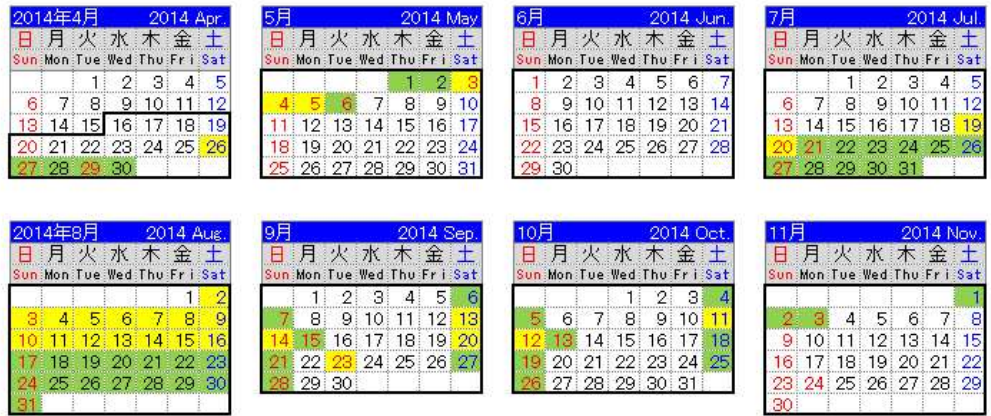 2014年4月 2014 Apr.
日 月 火 水 木 金 土
Sun Mon Tue Wed Thu Fri Sat
1 2 3 4 5
6 7 8 9 10 11 12
13 14 15 16 17 18 19
20 21 22 23 24 25 26
27 28 29 30
5月 2014 May
日 月 火 水 木 金 土
Sun Mon Tue Wed Thu Fri Sat
1 2 3
4 5 6 7 8 9 10
11 12 13 14 15 16 17
18 19 20 21 22 23 24
25 26 27 28 29 30 31
6月 2014 Jun.
日 月 火 水 木 金 土
Sun Mon Tue Wed Thu Fri Sat
1 2 3 4 5 6 7
8 9 10 11 12 13 14
15 16 17 18 19 20 21
22 23 24 25 26 27 28
29 30
7月 2014 Jul.
日 月 火 水 木 金 土
Sun Mon Tue Wed Thu Fri Sat
1 2 3 4 5
6 7 8 9 10 11 12
13 14 15 16 17 18 19
20 21 22 23 24 25 26
27 28 29 30 31
2014年8月 2014 Aug.
日 月 火 水 木 金 土
Sun Mon Tue Wed Thu Fri Sat
1 2
3 4 5 6 7 8 9
10 11 12 13 14 15 16
17 18 19 20 21 22 23
24 25 26 27 28 29 30
31
9月 2014 Sep.
日 月 火 水 木 金 土
Sun Mon Tue Wed Thu Fri Sat
1 2 3 4 5 6
7 8 9 10 11 12 13
14 15 16 17 18 19 20
21 22 23 24 25 26 27
28 29 30
10月 2014 Oct.
日 月 火 水 木 金 土
Sun Mon Tue Wed Thu Fri Sat
1 2 3 4
5 6 7 8 9 10 11
12 13 14 15 16 17 18
19 20 21 22 23 24 25
26 27 28 29 30 31
11月 2014 Nov.
日 月 火 水 木 金 土
Sun Mon Tue Wed Thu Fri Sat
1
2 3 4 5 6 7 8
9 10 11 12 13 14 15
16 17 18 19 20 21 22
23 24 25 26 27 28 29
30